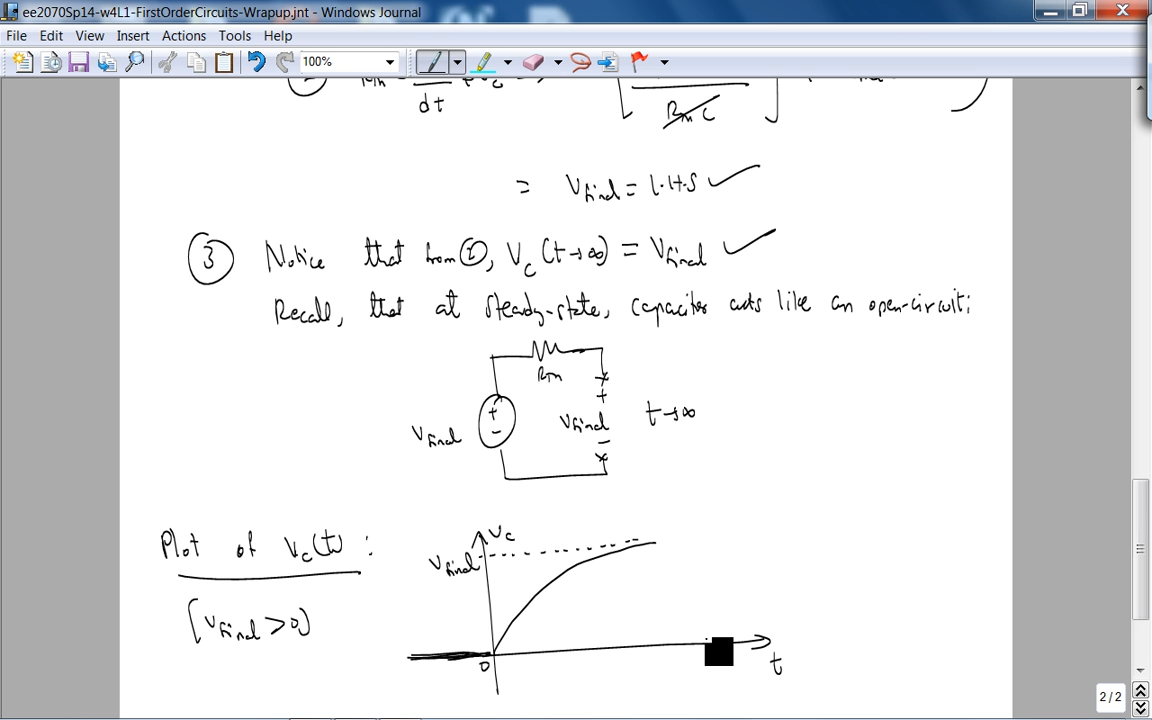 ee2070Sp14-w4L1-FirstOrderCircuits-Wrapup.jnt - Windows Journal
File Edit View Insert Actions Tools Help
100%
dt
RTH C
= Vfinal = L.H.S ✓
③ Notice that from ①, Vc (t→∞) = Vfinal ✓
Recall, that at steady-state, capacitor acts like an open-circuit:
RTH
+
+
Vfinal
Vfinal
t→∞
-
-
Plot of Vc(t) :
Vc
Vfinal
(Vfinal > 0)
0
t
2 / 2